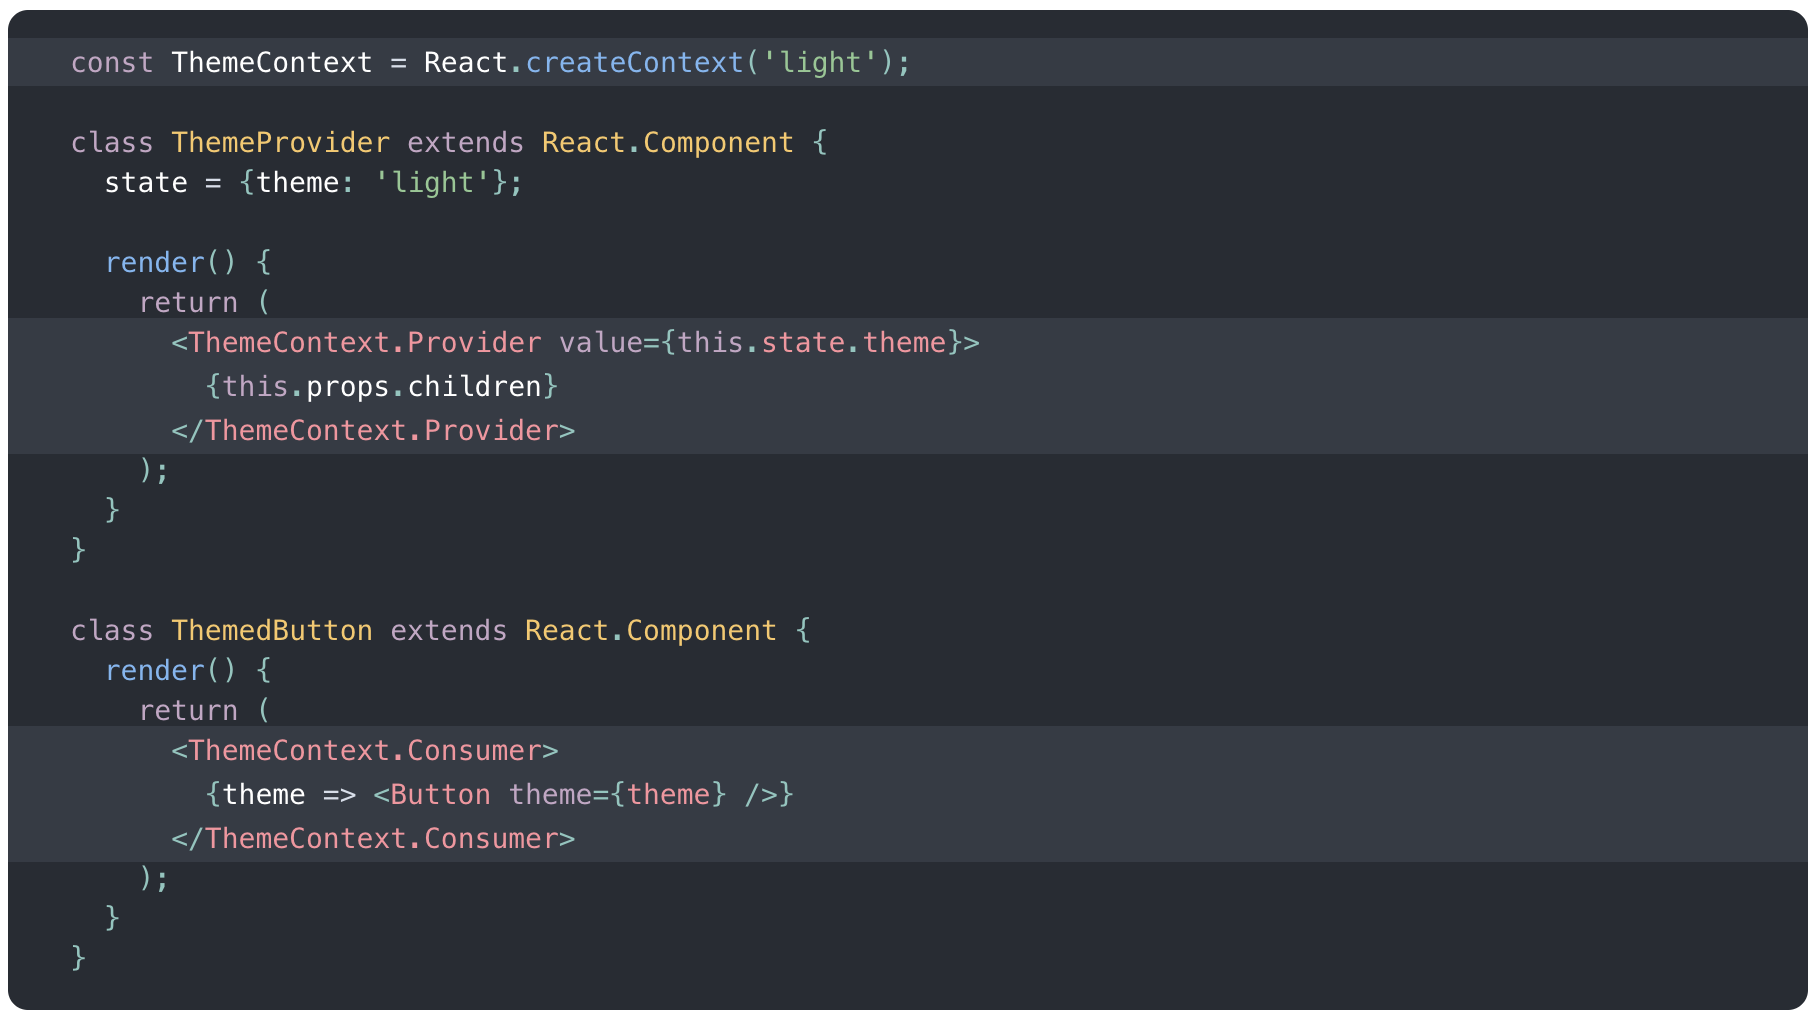 const ThemeContext = React.createContext('light');

class ThemeProvider extends React.Component {
  state = {theme: 'light'};

  render() {
    return (
      <ThemeContext.Provider value={this.state.theme}>
        {this.props.children}
      </ThemeContext.Provider>
    );
  }
}

class ThemedButton extends React.Component {
  render() {
    return (
      <ThemeContext.Consumer>
        {theme => <Button theme={theme} />}
      </ThemeContext.Consumer>
    );
  }
}